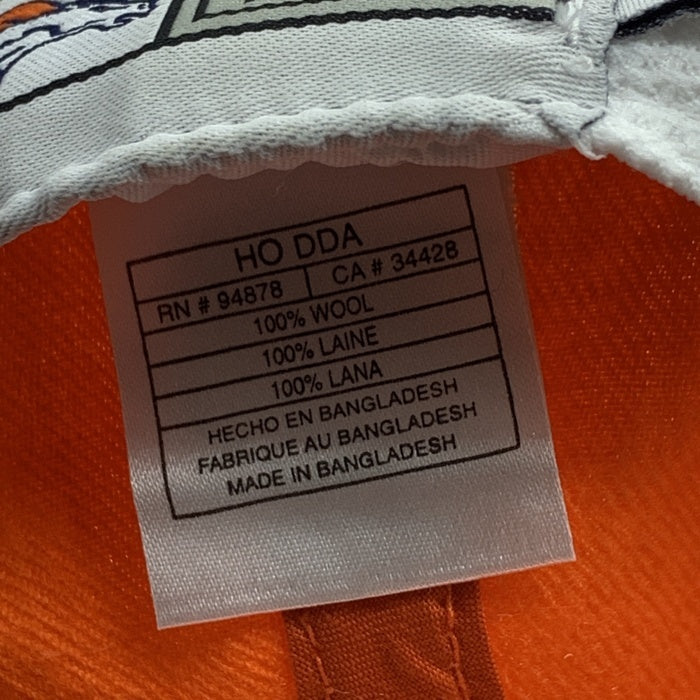 HO DDA
RN # 94878 CA # 34428
100% WOOL
100% LAINE
100% LANA
HECHO EN BANGLADESH
FABRIQUE AU BANGLADESH
MADE IN BANGLADESH